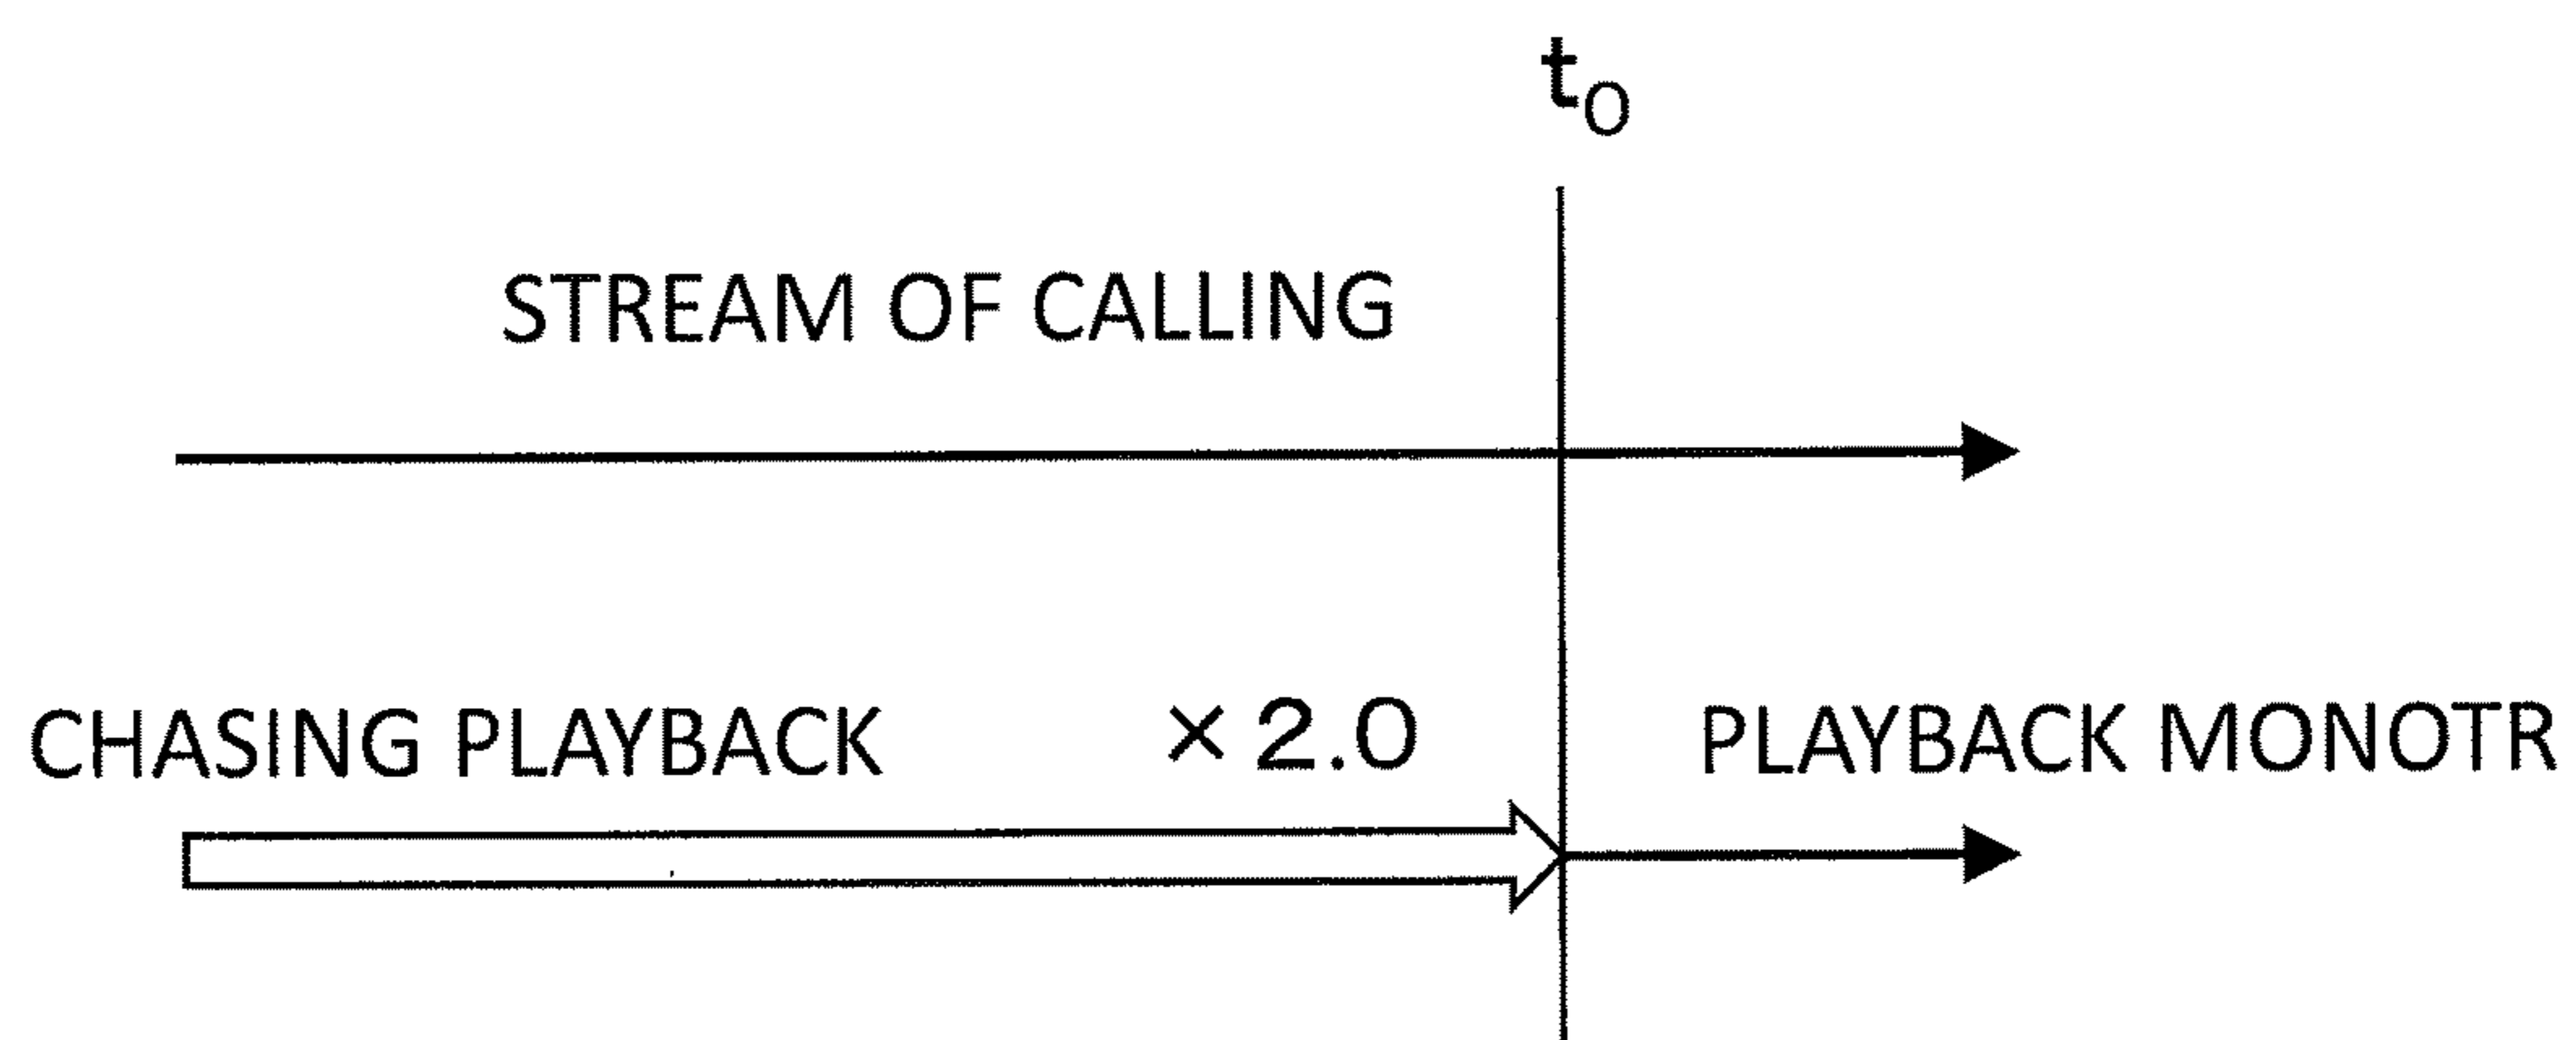 t₀
STREAM OF CALLING
CHASING PLAYBACK ×2.0 PLAYBACK MONOTR